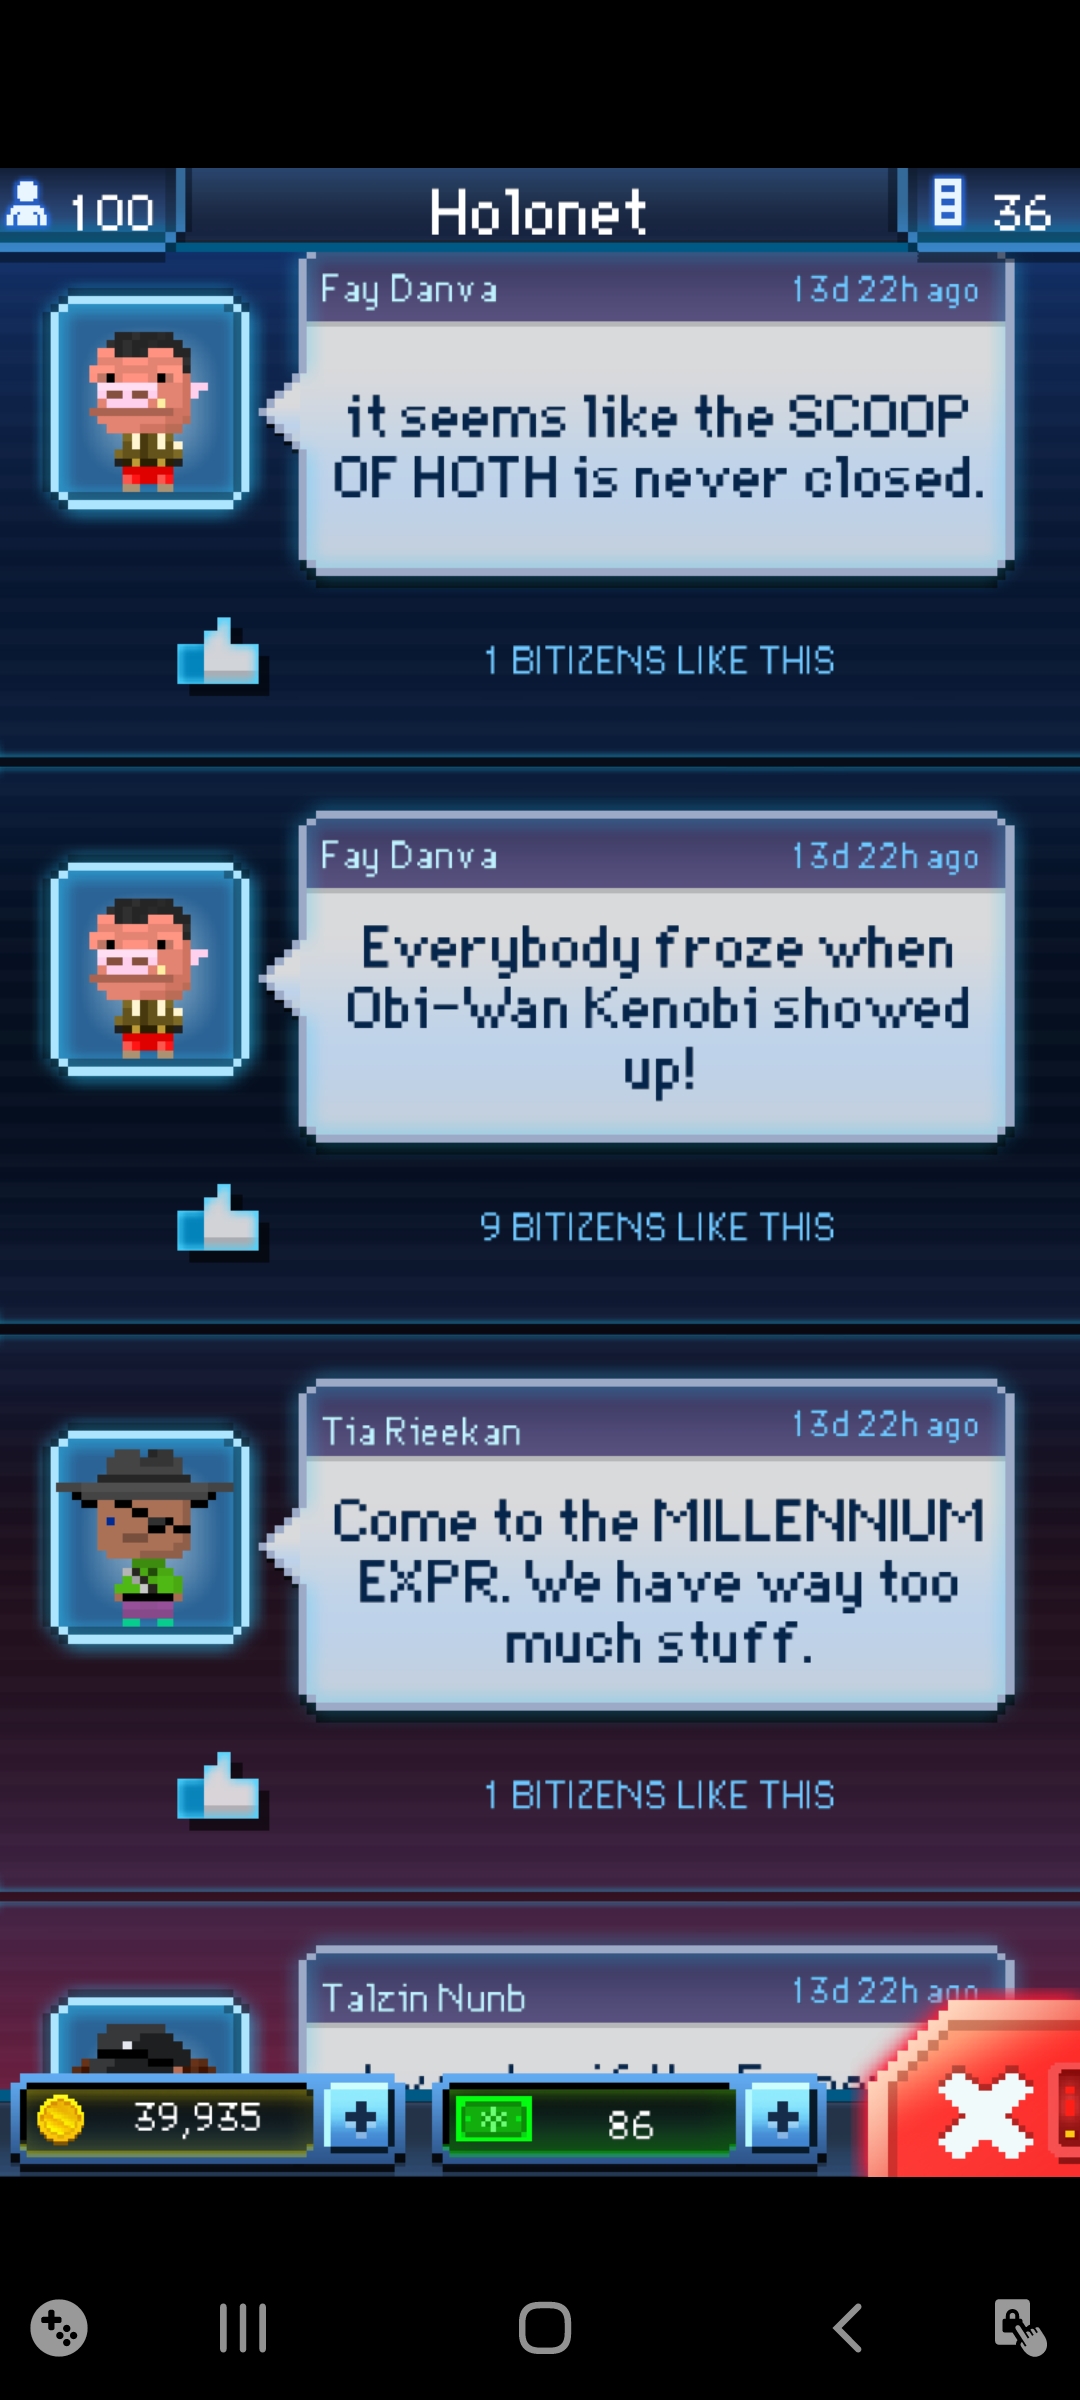 100
Holonet
36
Fay Danva
13d 22h ago
it seems like the SCOOP
OF HOTH is never closed.
1 BITIZENS LIKE THIS
Fay Danva
13d 22h ago
Everybody froze when
Obi-Wan Kenobi showed
up!
9 BITIZENS LIKE THIS
Tia Rieekan
13d 22h ago
Come to the MILLENNIUM
EXPR. We have way too
much stuff.
1 BITIZENS LIKE THIS
Talzin Nunb
13d 22h ago
39,935
86